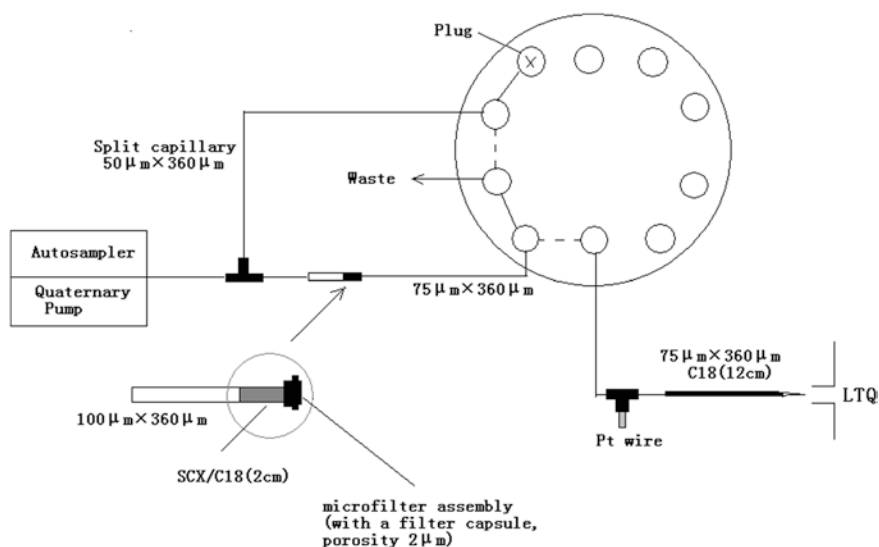 Plug
X
Split capillary
50μm×360μm
Waste
Autosampler
Quaternary
Pump
75μm×360μm
75μm×360μm
C18(12cm)
LTQ
Pt wire
100μm×360μm
SCX/C18(2cm)
microfilter assembly
(with a filter capsule,
porosity 2μm)